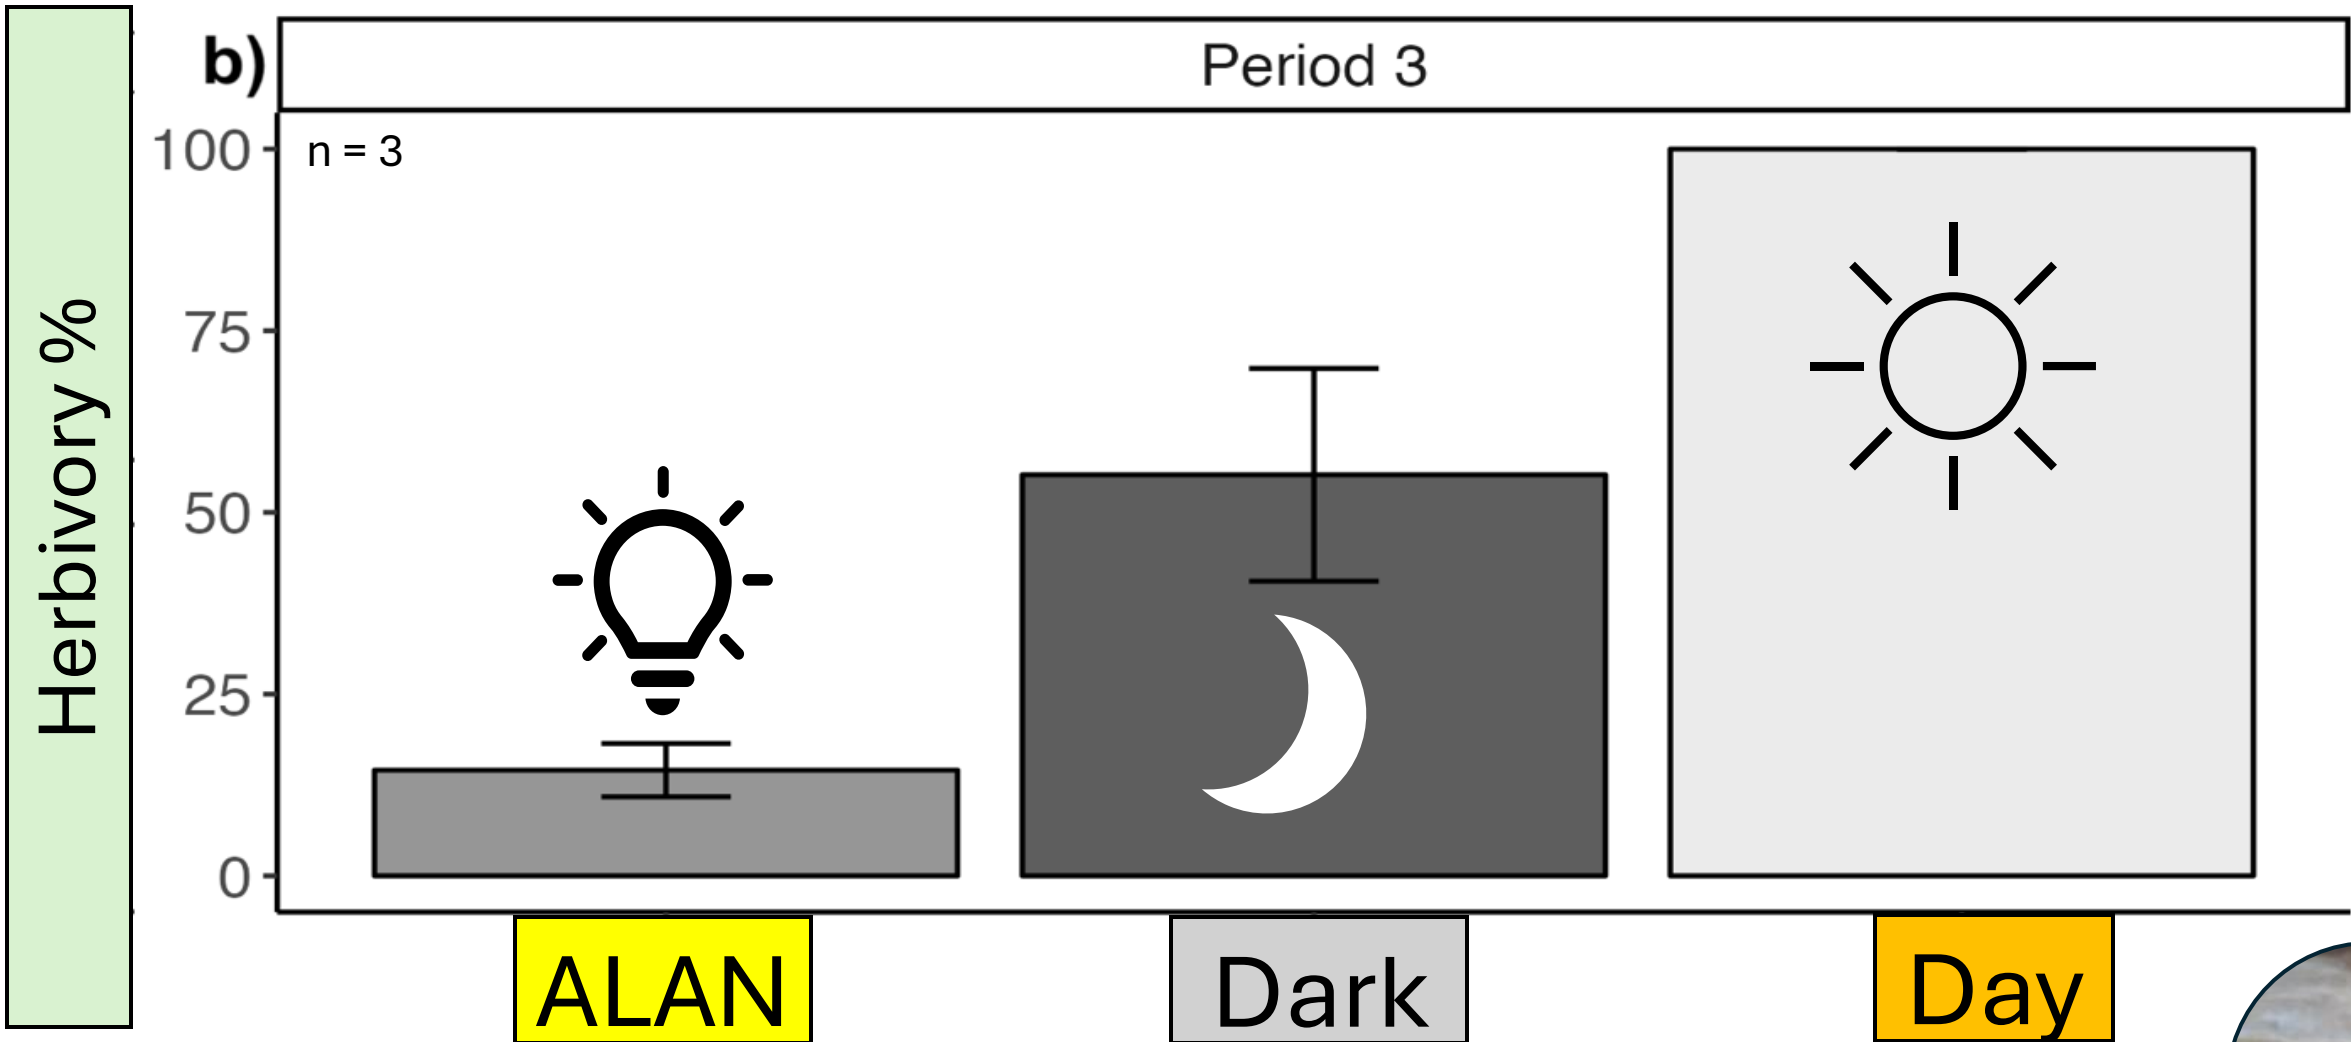 b)
Period 3
n = 3
100
75
50
25
0
Herbivory %
ALAN
Dark
Day